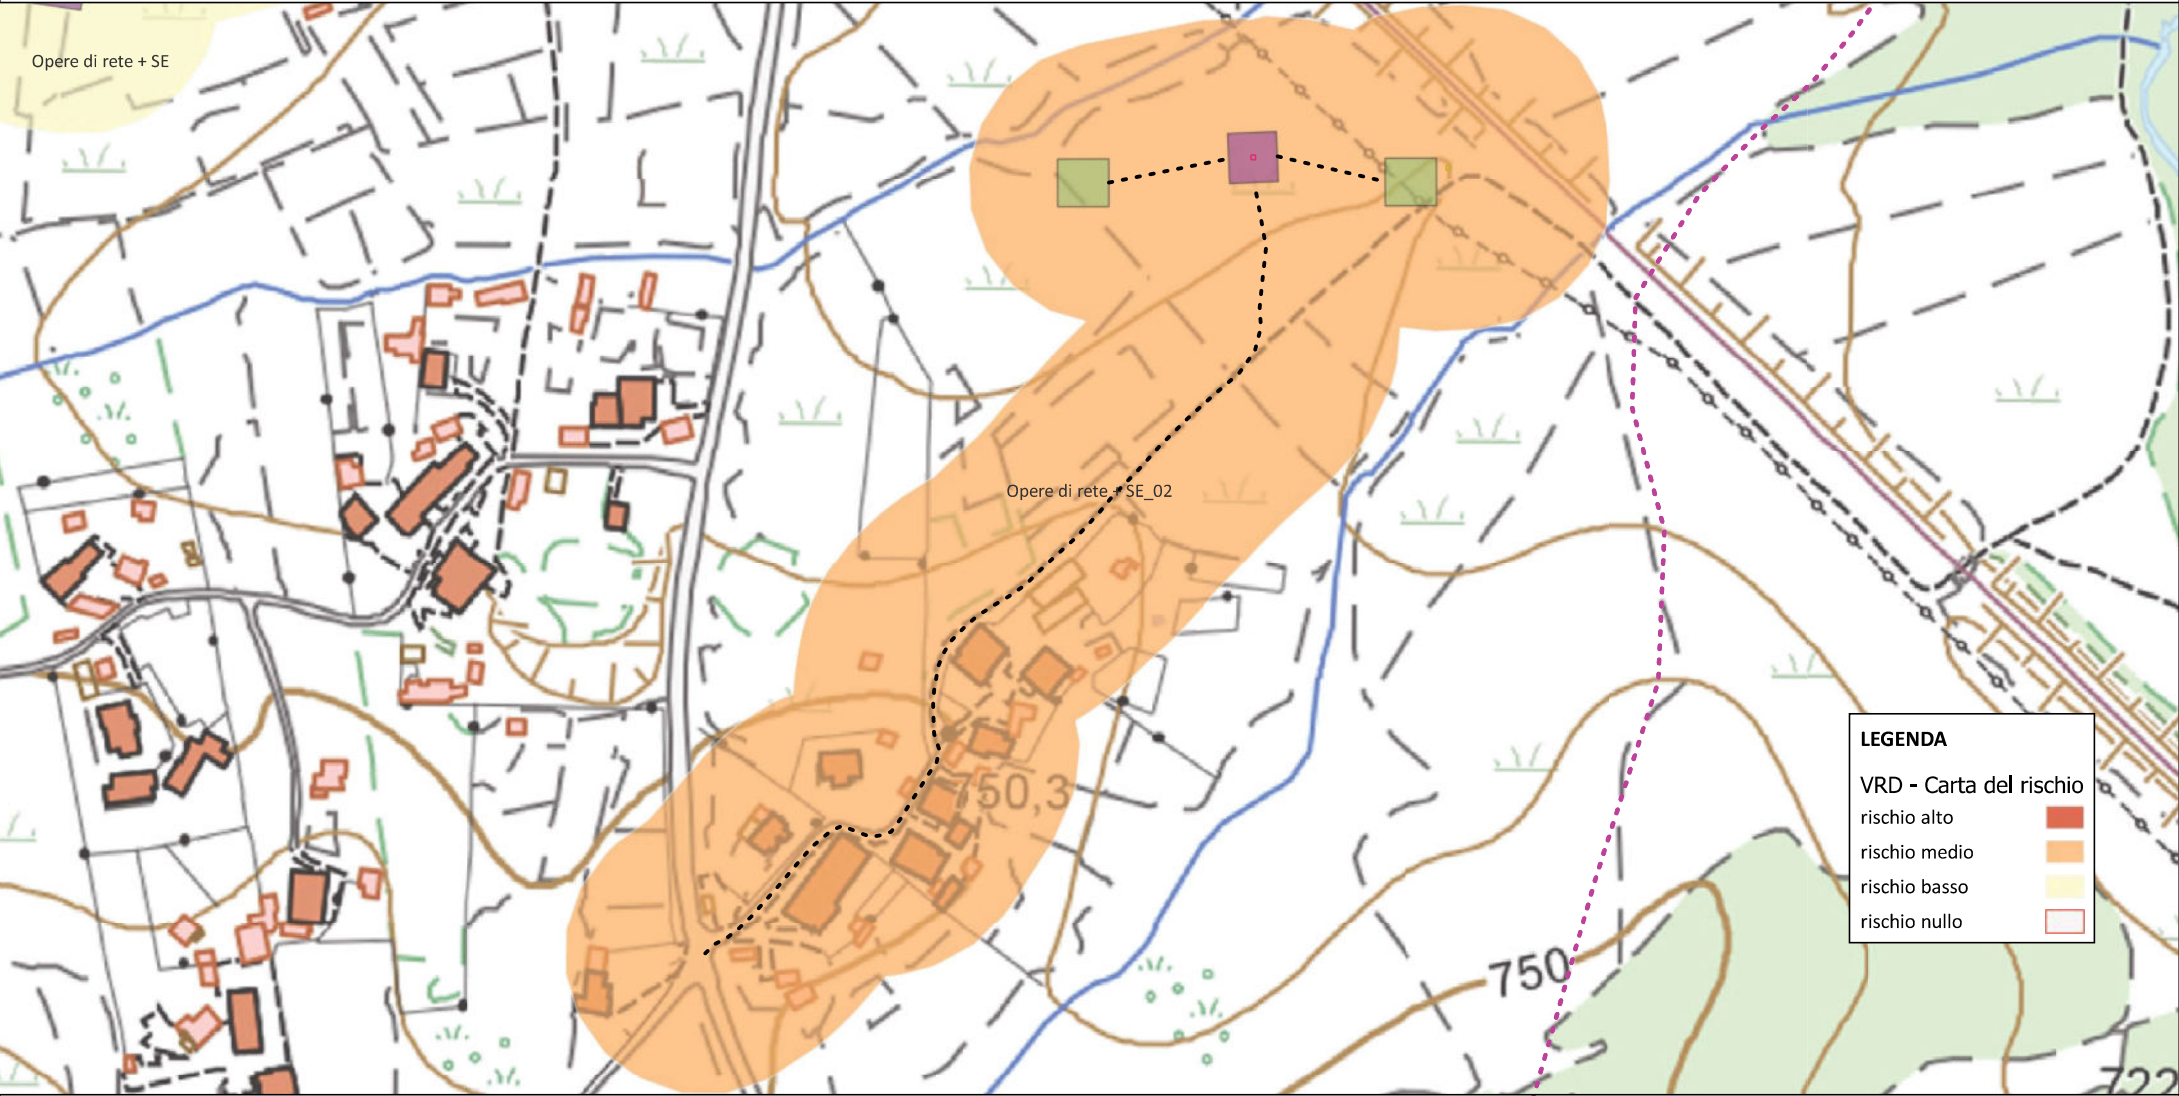 Opere di rete + SE
Opere di rete + SE_02
50,3
750
722
LEGENDA
VRD - Carta del rischio
rischio alto
rischio medio
rischio basso
rischio nullo